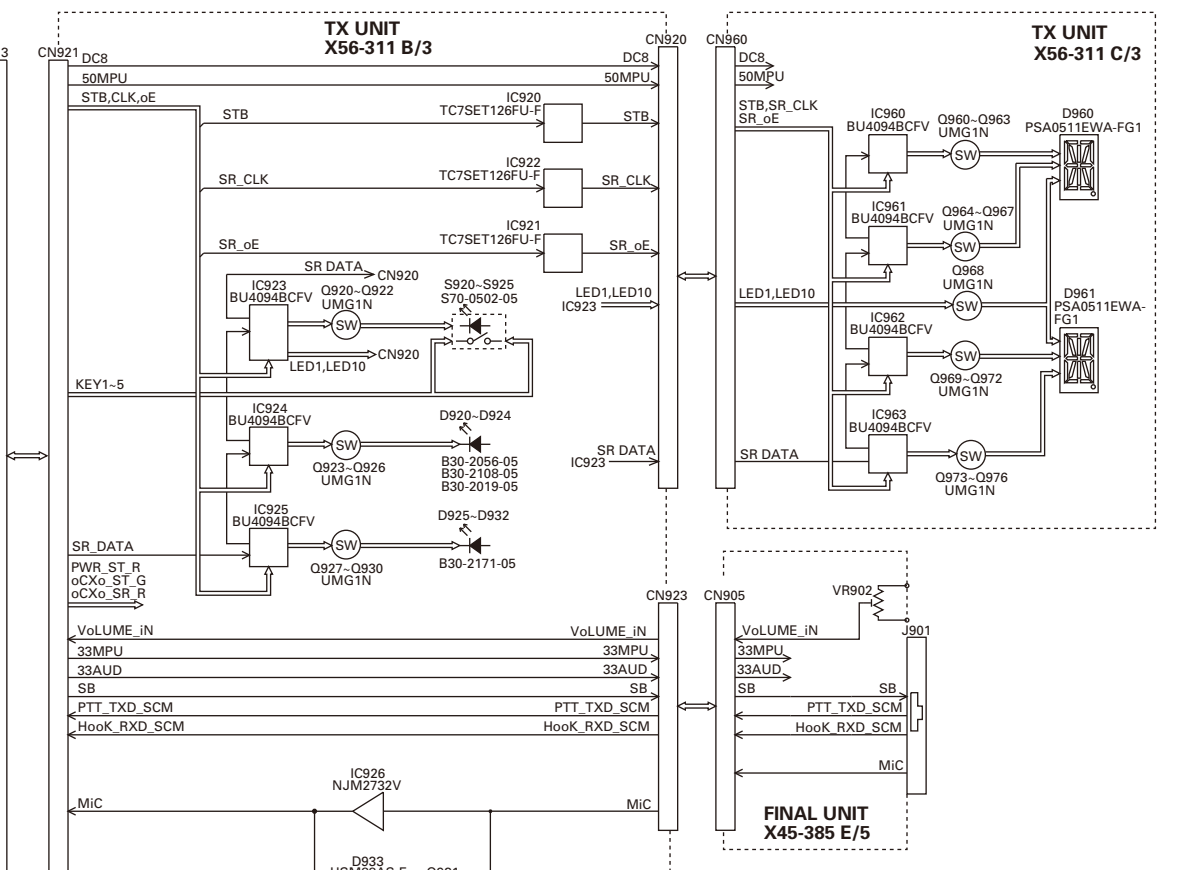 TX UNIT
X56-311 B/3
TX UNIT
X56-311 C/3
3
CN921
CN920
CN960
DC8
DC8
DC8
50MPU
50MPU
50MPU
STB,CLK,oE
STB
IC920
TC7SET126FU-F
STB
IC922
TC7SET126FU-F
SR_CLK
SR_CLK
IC921
TC7SET126FU-F
SR_oE
SR_oE
SR DATA
CN920
IC923
BU4094BCFV
Q920~Q922
UMG1N
SW
S920~S925
S70-0502-05
LED1,LED10
IC923
CN920
LED1,LED10
KEY1~5
IC924
BU4094BCFV
SW
Q923~Q926
UMG1N
D920~D924
B30-2056-05
B30-2108-05
B30-2019-05
SR DATA
IC923
IC925
BU4094BCFV
SW
Q927~Q930
UMG1N
D925~D932
B30-2171-05
SR_DATA
PWR_ST_R
oCXo_ST_G
oCXo_SR_R
STB,SR_CLK
SR_oE
IC960
BU4094BCFV
Q960~Q963
UMG1N
SW
D960
PSA0511EWA-FG1
IC961
BU4094BCFV
Q964~Q967
UMG1N
SW
Q968
UMG1N
SW
LED1,LED10
D961
PSA0511EWA-
FG1
IC962
BU4094BCFV
SW
Q969~Q972
UMG1N
IC963
BU4094BCFV
SW
Q973~Q976
UMG1N
SR DATA
CN923
CN905
VR902
J901
VoLUME_iN
VoLUME_iN
VoLUME_iN
33MPU
33MPU
33MPU
33AUD
33AUD
33AUD
SB
SB
SB
SB
PTT_TXD_SCM
PTT_TXD_SCM
PTT_TXD_SCM
HooK_RXD_SCM
HooK_RXD_SCM
HooK_RXD_SCM
IC926
NJM2732V
MiC
MiC
MiC
FINAL UNIT
X45-385 E/5
D933